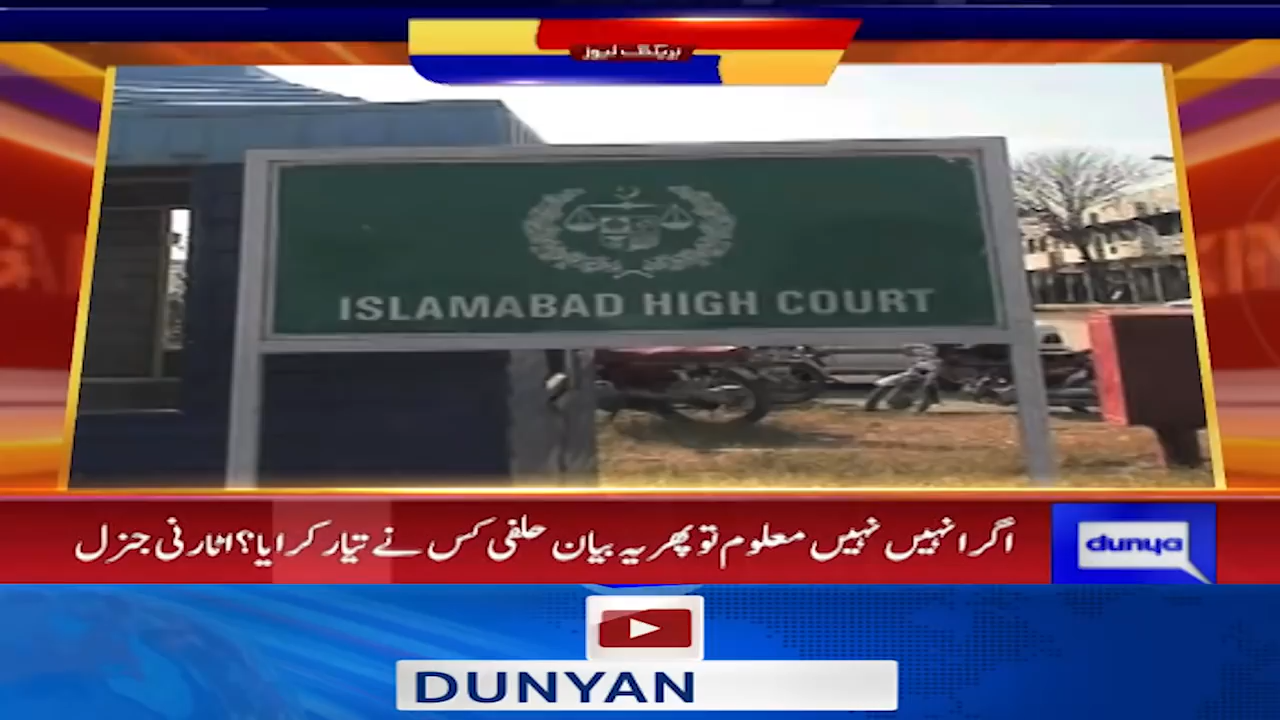 بریکنگ نیوز
ISLAMABAD HIGH COURT
اگر انہیں نہیں معلوم تو پھر یہ بیان حلفی کس نے تیار کرایا؟ اٹارنی جنرل
dunya
DUNYAN